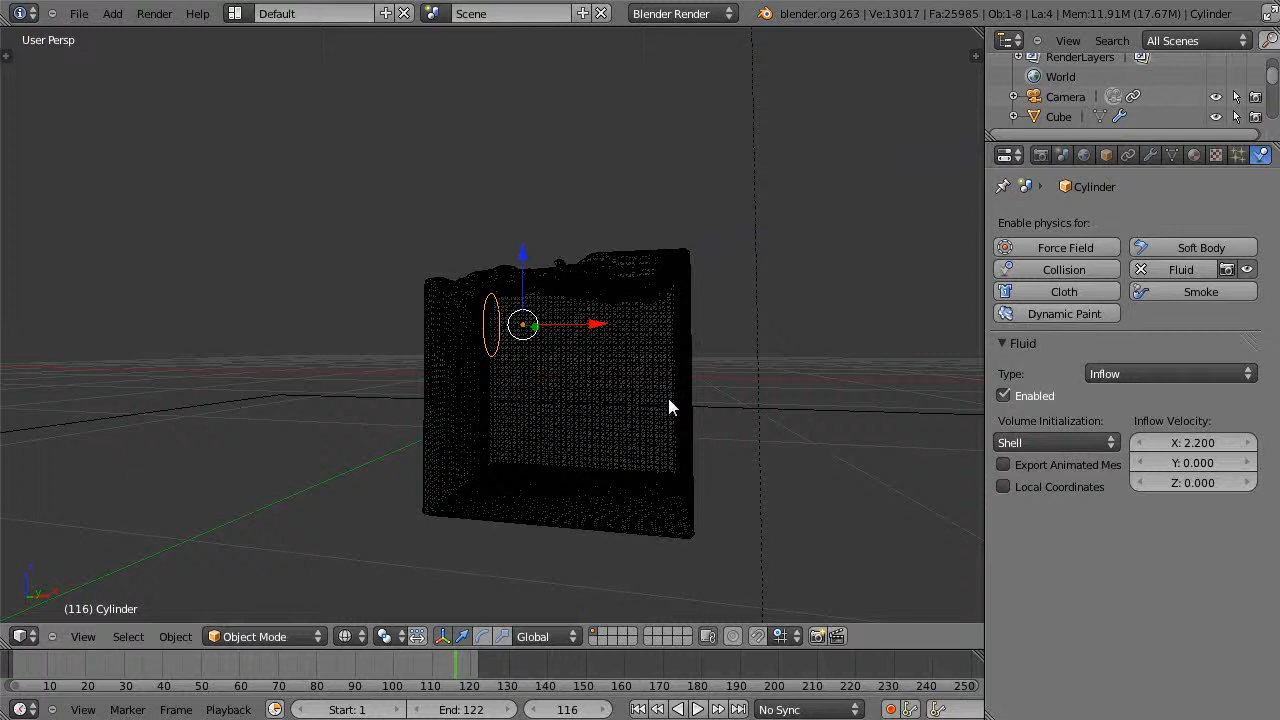 File Add Render Help Default Scene Blender Render blender.org 263 | Ve:13017 | Fa:25985 | Ob:1-8 | La:4 | Mem:11.91M (17.67M) | Cylinder
User Persp
View Search All Scenes
RenderLayers |
World
Camera |
Cube |
Cylinder
Enable physics for:
Force Field Soft Body
Collision Fluid
Cloth Smoke
Dynamic Paint
Fluid
Type: Inflow
Enabled
Volume Initialization: Inflow Velocity:
Shell X: 2.200
Export Animated Mes Y: 0.000
Local Coordinates Z: 0.000
(116) Cylinder
View Select Object Object Mode Global
10 20 30 40 50 60 70 80 90 100 110 120 130 140 150 160 170 180 190 200 210 220 230 240 250
View Marker Frame Playback Start: 1 End: 122 116 No Sync